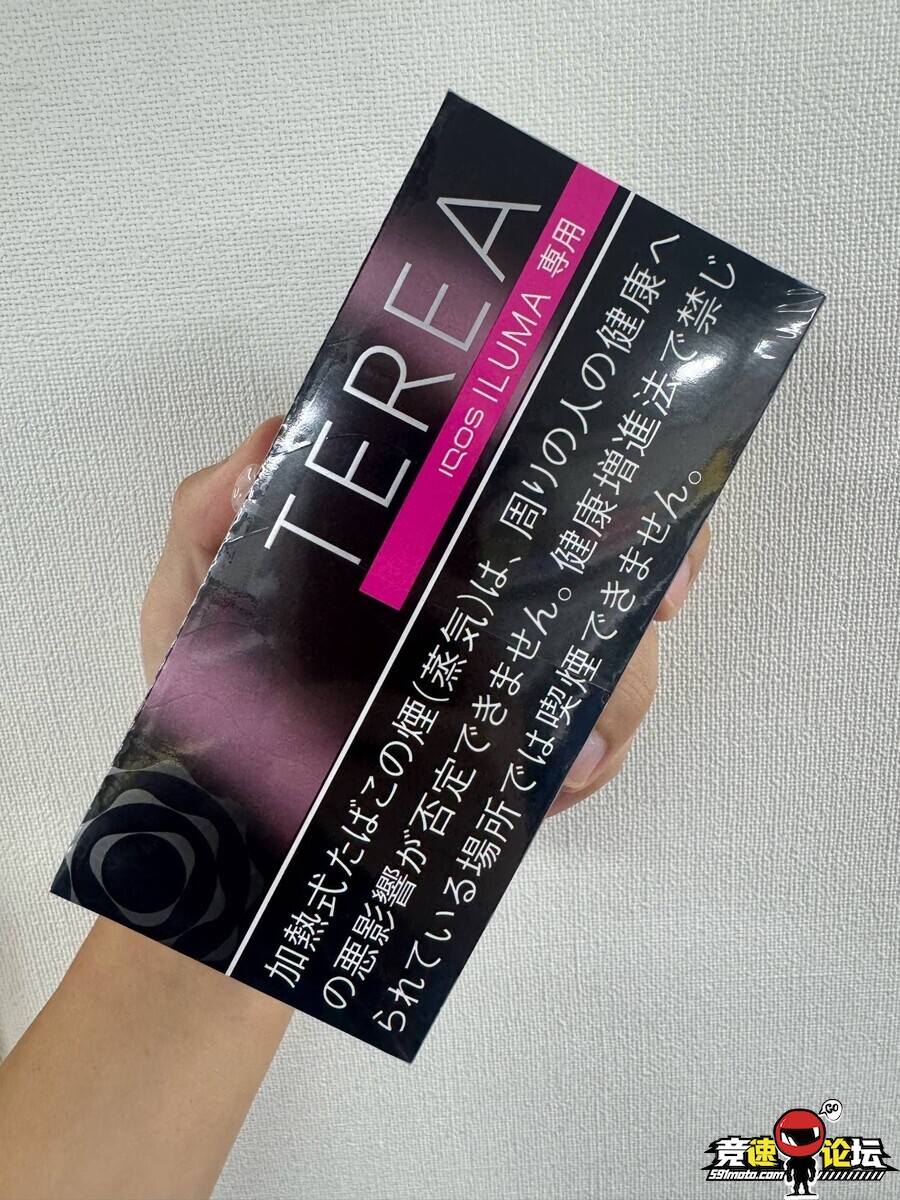 TEREA
IQOS ILUMA 専用
加熱式たばこの煙(蒸気)は、周りの人の健康へ
の悪影響が否定できません。健康増進法で禁じ
られている場所では喫煙できません。
GO
竞速论坛
591moto.com